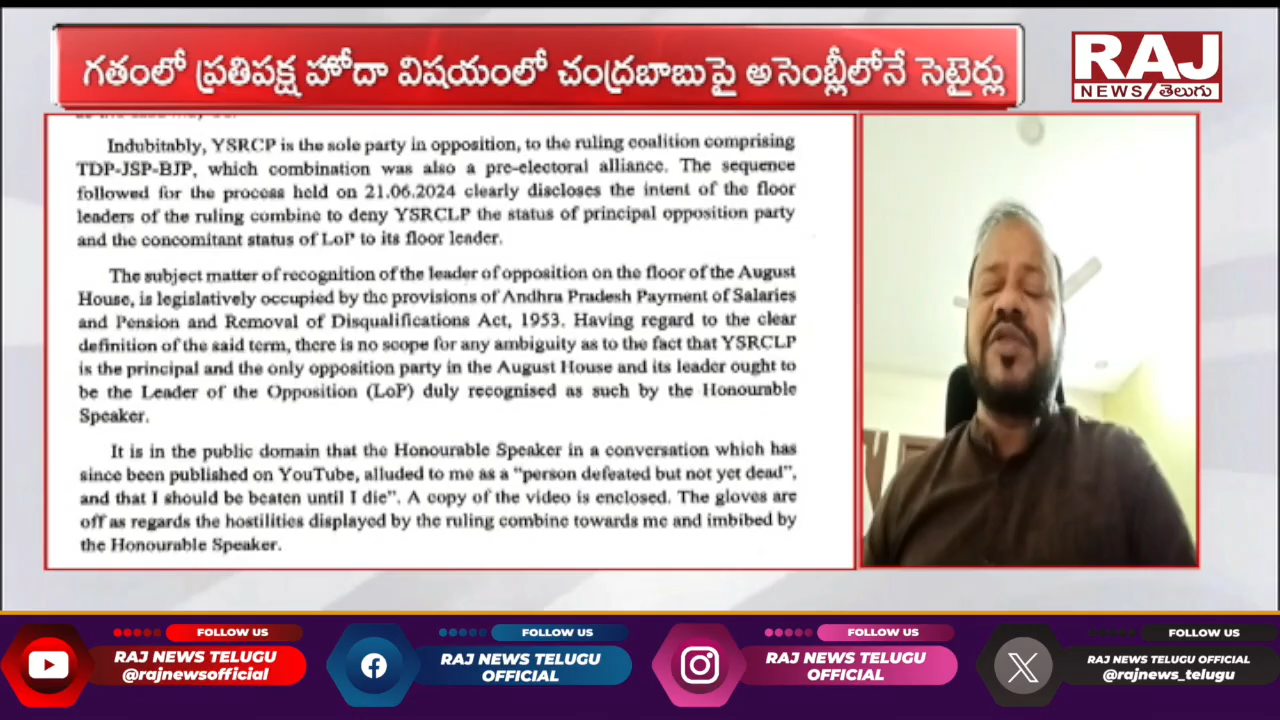 గతంలో ప్రతిపక్ష హోదా విషయంలో చంద్రబాబుపై అసెంబ్లీలోనే సెటైర్లు
RAJ
NEWS తెలుగు
Indubitably, YSRCP is the sole party in opposition, to the ruling coalition comprising
TDP-JSP-BJP, which combination was also a pre-electoral alliance. The sequence
followed for the process held on 21.06.2024 clearly discloses the intent of the floor
leaders of the ruling combine to deny YSRCLP the status of principal opposition party
and the concomitant status of LoP to its floor leader.
The subject matter of recognition of the leader of opposition on the floor of the August
House, is legislatively occupied by the provisions of Andhra Pradesh Payment of Salaries
and Pension and Removal of Disqualifications Act, 1953. Having regard to the clear
definition of the said term, there is no scope for any ambiguity as to the fact that YSRCLP
is the principal and the only opposition party in the August House and its leader ought to
be the Leader of the Opposition (LoP) duly recognised as such by the Honourable
Speaker.
It is in the public domain that the Honourable Speaker in a conversation which has
since been published on YouTube, alluded to me as a "person defeated but not yet dead",
and that I should be beaten until I die". A copy of the video is enclosed. The gloves are
off as regards the hostilities displayed by the ruling combine towards me and imbibed by
the Honourable Speaker.
FOLLOW US
RAJ NEWS TELUGU
@rajnewsofficial
FOLLOW US
RAJ NEWS TELUGU
OFFICIAL
FOLLOW US
RAJ NEWS TELUGU
OFFICIAL
FOLLOW US
RAJ NEWS TELUGU OFFICIAL
@rajnews_telugu